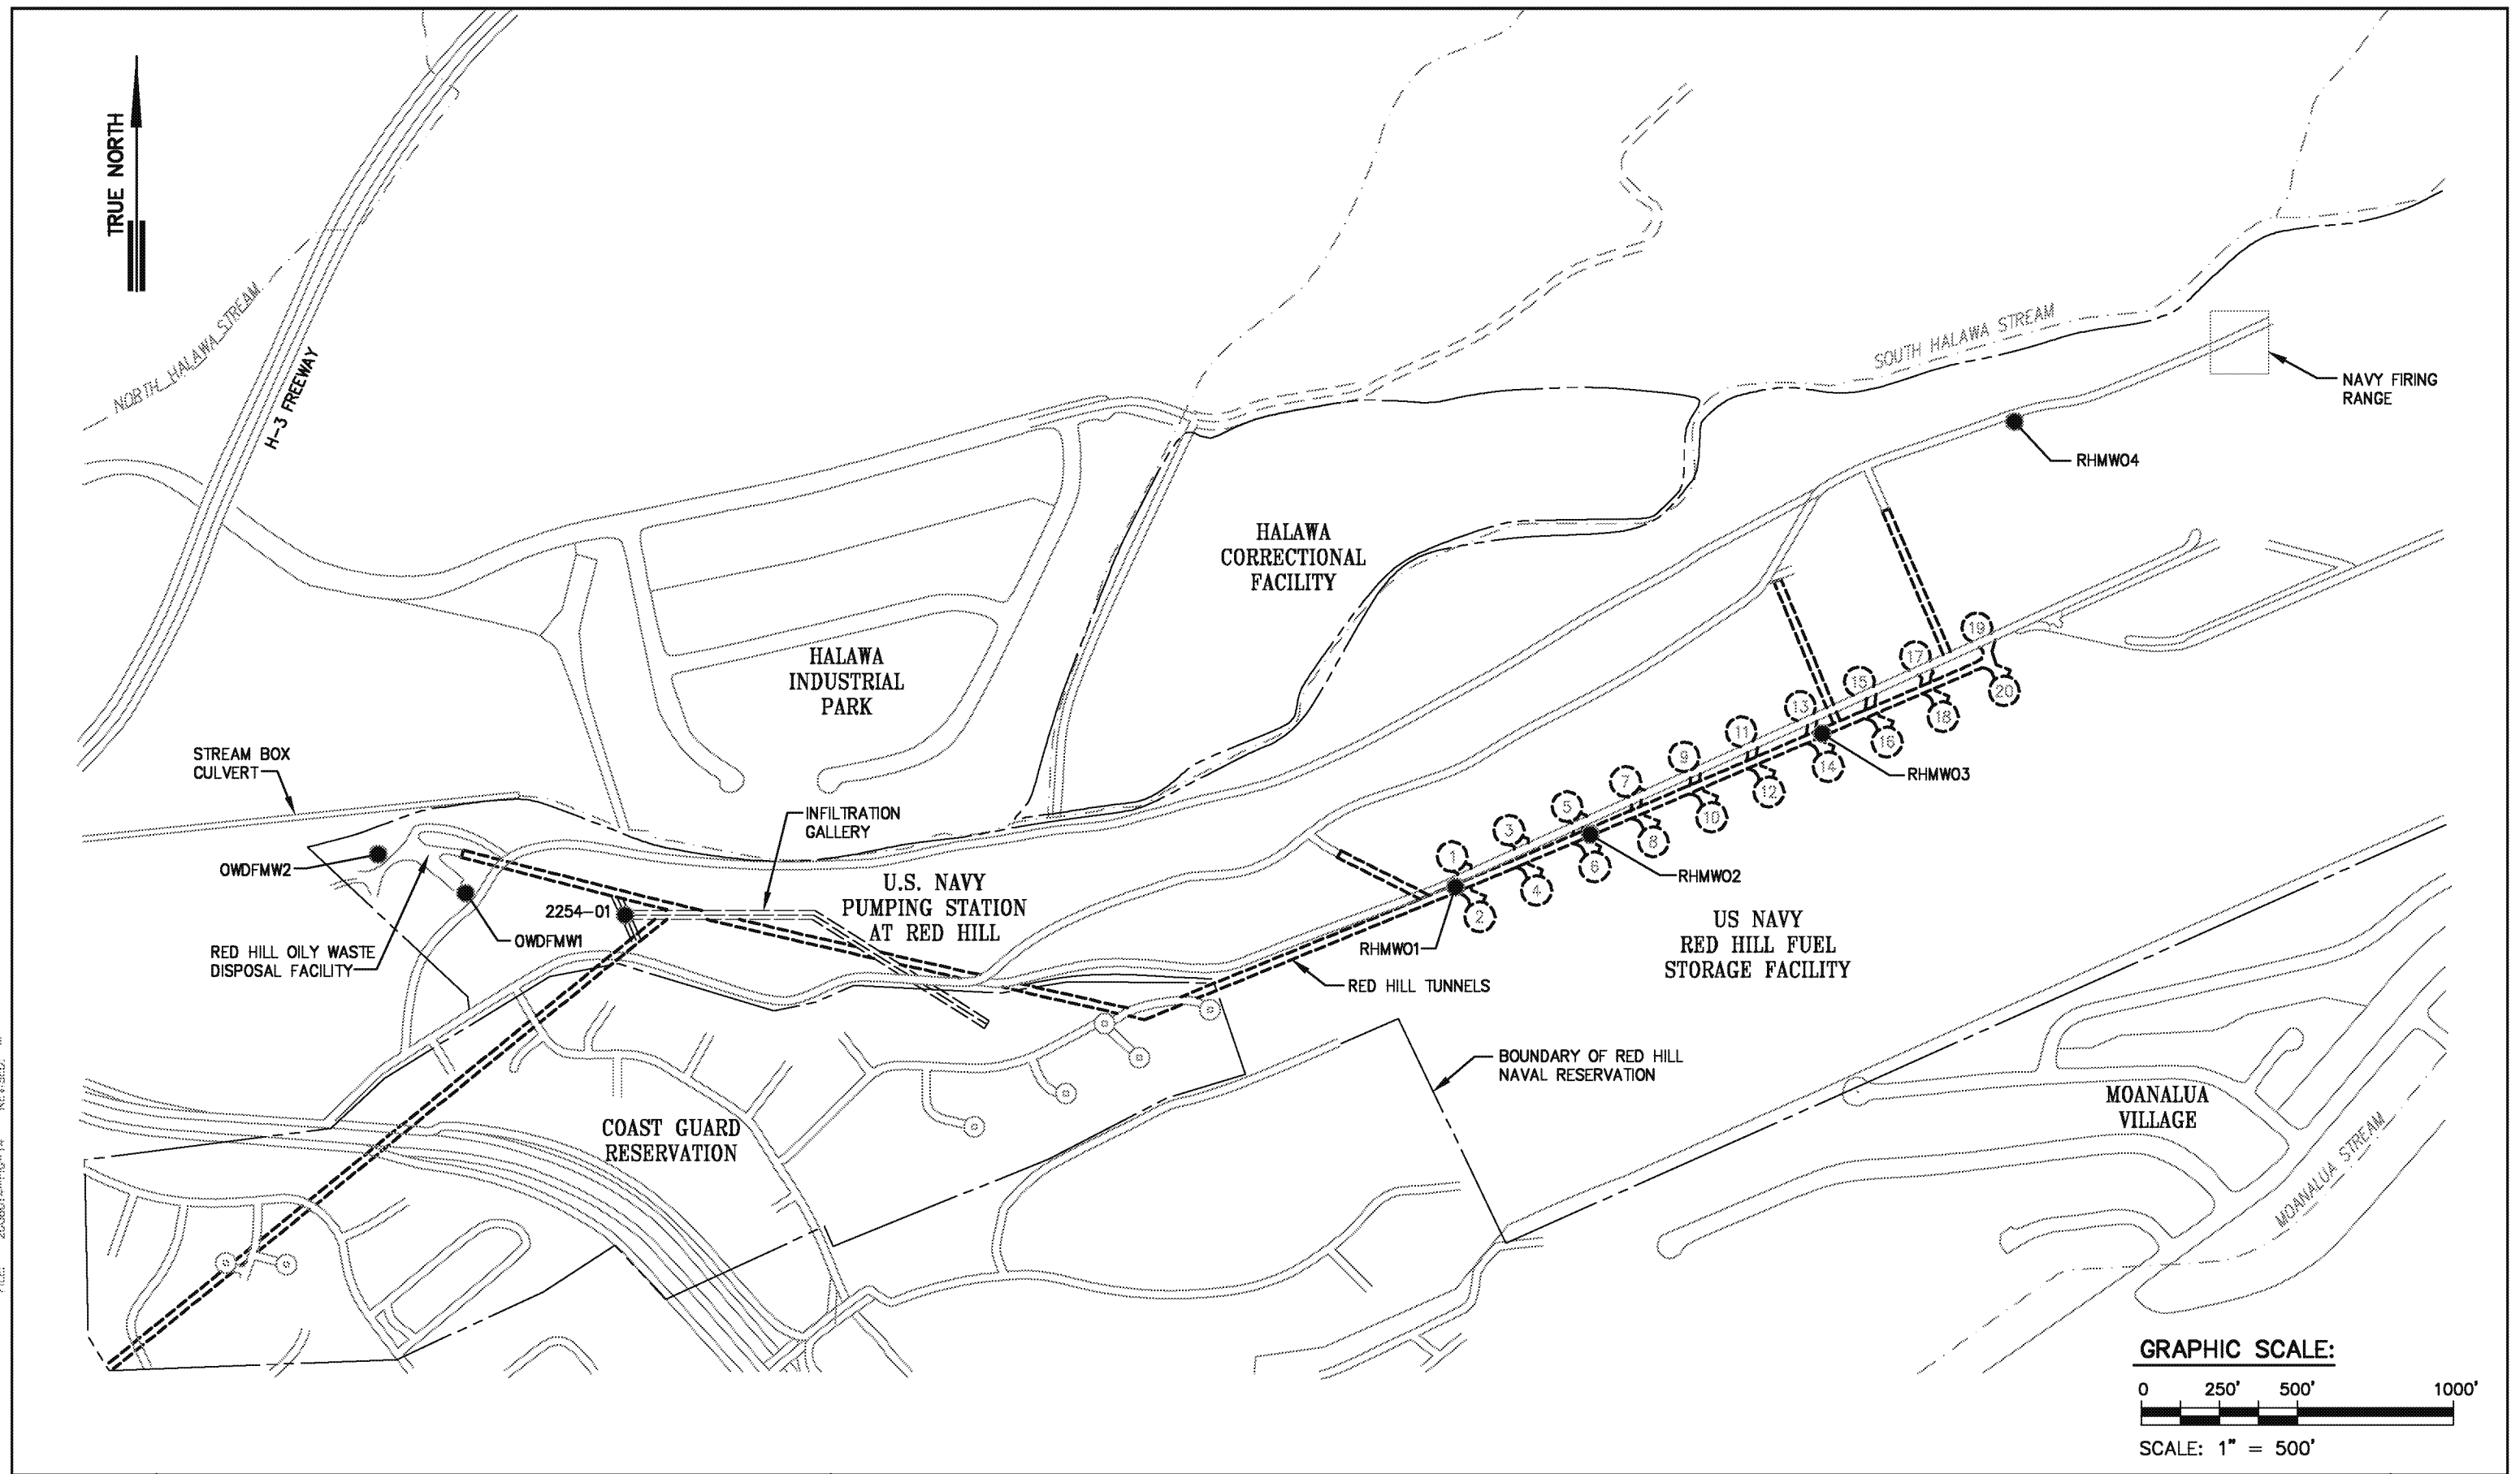 TRUE NORTH
NORTH HALAWA STREAM
H-3 FREEWAY
SOUTH HALAWA STREAM
NAVY FIRING
RANGE
RHMW04
HALAWA
CORRECTIONAL
FACILITY
HALAWA
INDUSTRIAL
PARK
STREAM BOX
CULVERT
INFILTRATION
GALLERY
OWDFMW2
2254-01
OWDFMW1
RED HILL OILY WASTE
DISPOSAL FACILITY
U.S. NAVY
PUMPING STATION
AT RED HILL
19
17
15
13
11
9
7
5
3
1
20
18
16
14
12
10
8
6
4
2
RHMW03
RHMW02
RHMW01
RED HILL TUNNELS
US NAVY
RED HILL FUEL
STORAGE FACILITY
BOUNDARY OF RED HILL
NAVAL RESERVATION
COAST GUARD
RESERVATION
MOANALUA
VILLAGE
MOANALUA STREAM
GRAPHIC SCALE:
0 250' 500' 1000'
SCALE: 1" = 500'